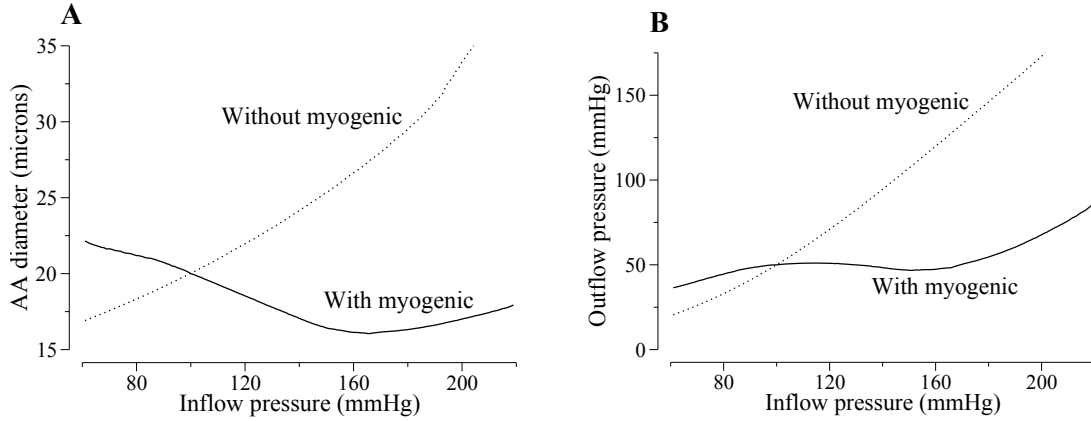 A
35
30
25
20
15
AA diameter (microns)
Without myogenic
With myogenic
80
120
160
200
Inflow pressure (mmHg)
B
150
100
50
0
Outflow pressure (mmHg)
Without myogenic
With myogenic
80
120
160
200
Inflow pressure (mmHg)